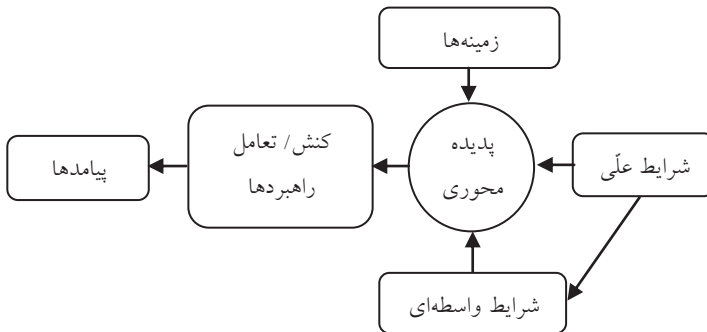 زمینه‌ها
شرایط علّی
پدیده
محوری
کنش/ تعامل
راهبردها
پیامدها
شرایط واسطه‌ای